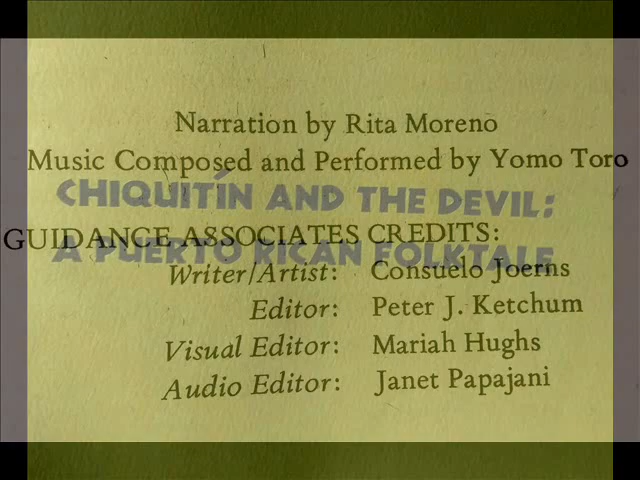 Narration by Rita Moreno
Music Composed and Performed by Yomo Toro
CHIQUITÍN AND THE DEVIL:
GUIDANCE ASSOCIATES CREDITS:
A PUERTO RICAN FOLKTALE
Writer/Artist: Consuelo Joerns
Editor: Peter J. Ketchum
Visual Editor: Mariah Hughs
Audio Editor: Janet Papajani